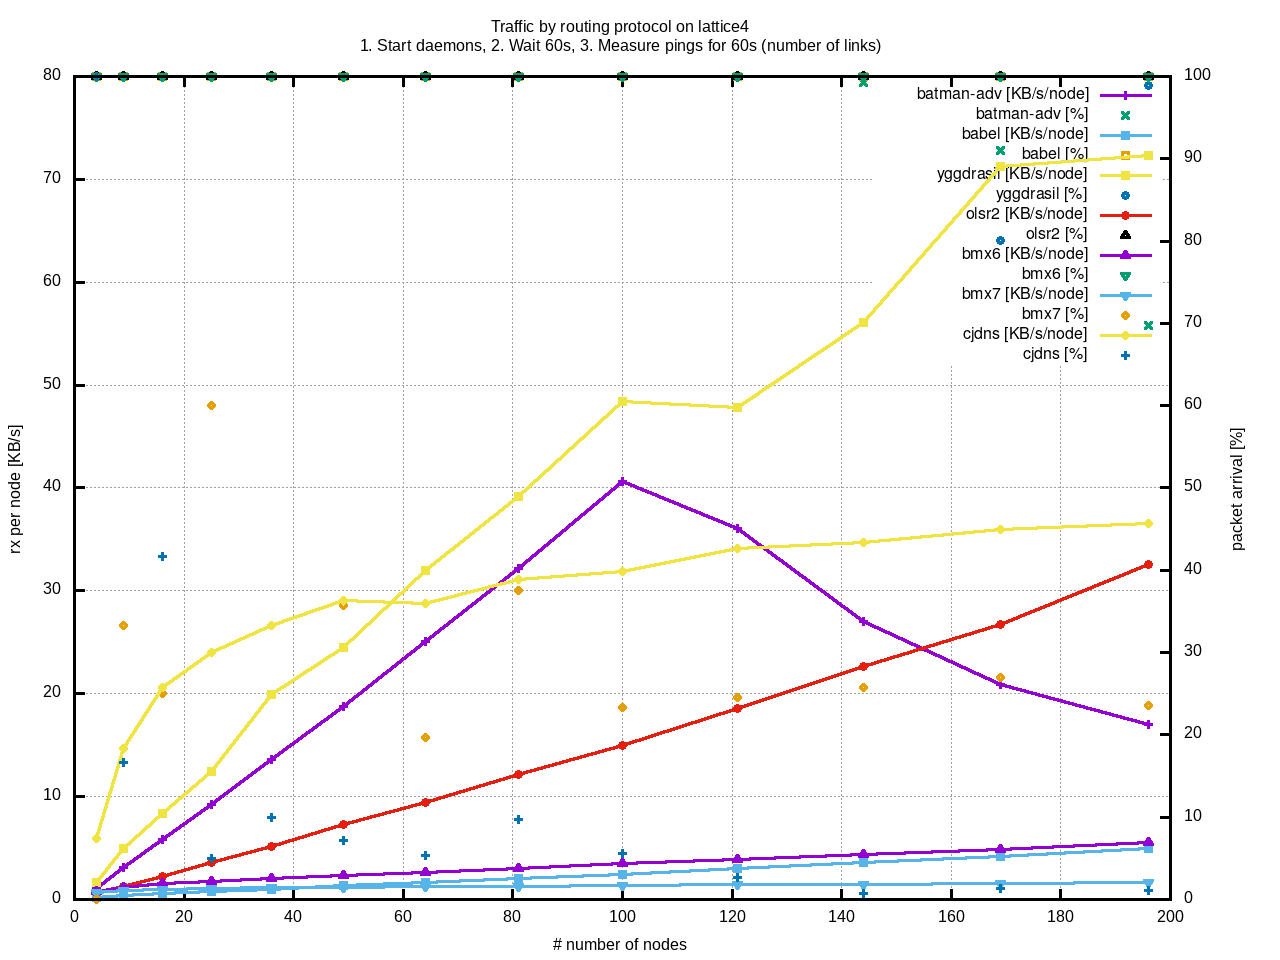 Traffic by routing protocol on lattice4
1. Start daemons, 2. Wait 60s, 3. Measure pings for 60s (number of links)
80
70
60
50
40
30
20
10
0
rx per node [KB/s]
batman-adv [KB/s/node]
batman-adv [%]
babel [KB/s/node]
babel [%]
yggdrasil [KB/s/node]
yggdrasil [%]
olsr2 [KB/s/node]
olsr2 [%]
bmx6 [KB/s/node]
bmx6 [%]
bmx7 [KB/s/node]
bmx7 [%]
cjdns [KB/s/node]
cjdns [%]
100
90
80
70
60
50
40
30
20
10
0
packet arrival [%]
0 20 40 60 80 100 120 140 160 180 200
# number of nodes